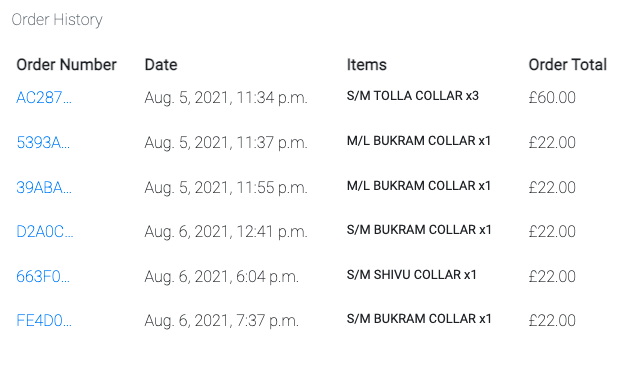 Order History
Order Number Date Items Order Total
AC287... Aug. 5, 2021, 11:34 p.m. S/M TOLLA COLLAR x3 £60.00
5393A... Aug. 5, 2021, 11:37 p.m. M/L BUKRAM COLLAR x1 £22.00
39ABA... Aug. 5, 2021, 11:55 p.m. M/L BUKRAM COLLAR x1 £22.00
D2A0C... Aug. 6, 2021, 12:41 p.m. S/M BUKRAM COLLAR x1 £22.00
663F0... Aug. 6, 2021, 6:04 p.m. S/M SHIVU COLLAR x1 £22.00
FE4D0... Aug. 6, 2021, 7:37 p.m. S/M BUKRAM COLLAR x1 £22.00